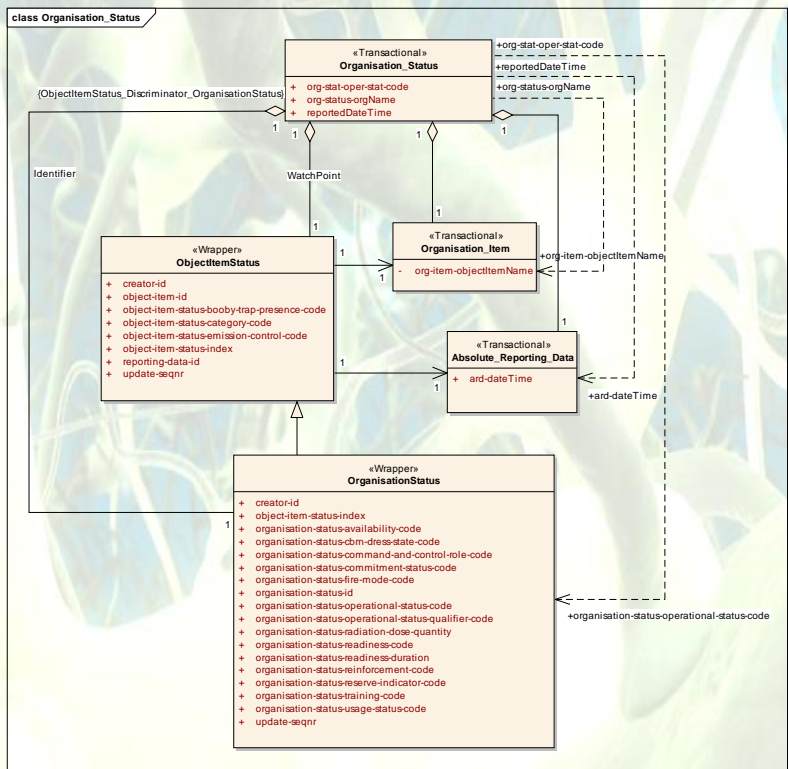 class Organisation_Status
«Transactional»
Organisation_Status
+ org-stat-oper-stat-code
+ org-status-orgName
+ reportedDateTime
+org-stat-oper-stat-code
+reportedDateTime
+org-status-orgName
{ObjectItemStatus_Discriminator_OrganisationStatus}
1
1
1
1
Identifier
WatchPoint
1
1
«Wrapper»
ObjectItemStatus
+ creator-id
+ object-item-id
+ object-item-status-booby-trap-presence-code
+ object-item-status-category-code
+ object-item-status-emission-control-code
+ object-item-status-index
+ reporting-data-id
+ update-seqnr
1
1
«Transactional»
Organisation_Item
- org-item-objectItemName
+org-item-objectItemName
1
1
1
«Transactional»
Absolute_Reporting_Data
+ ard-dateTime
+ard-dateTime
«Wrapper»
OrganisationStatus
+ creator-id
+ object-item-status-index
+ organisation-status-availability-code
+ organisation-status-cbrn-dress-state-code
+ organisation-status-command-and-control-role-code
+ organisation-status-commitment-status-code
+ organisation-status-fire-mode-code
+ organisation-status-id
+ organisation-status-operational-status-code
+ organisation-status-operational-status-qualifier-code
+ organisation-status-radiation-dose-quantity
+ organisation-status-readiness-code
+ organisation-status-readiness-duration
+ organisation-status-reinforcement-code
+ organisation-status-reserve-indicator-code
+ organisation-status-training-code
+ organisation-status-usage-status-code
+ update-seqnr
1
+organisation-status-operational-status-code